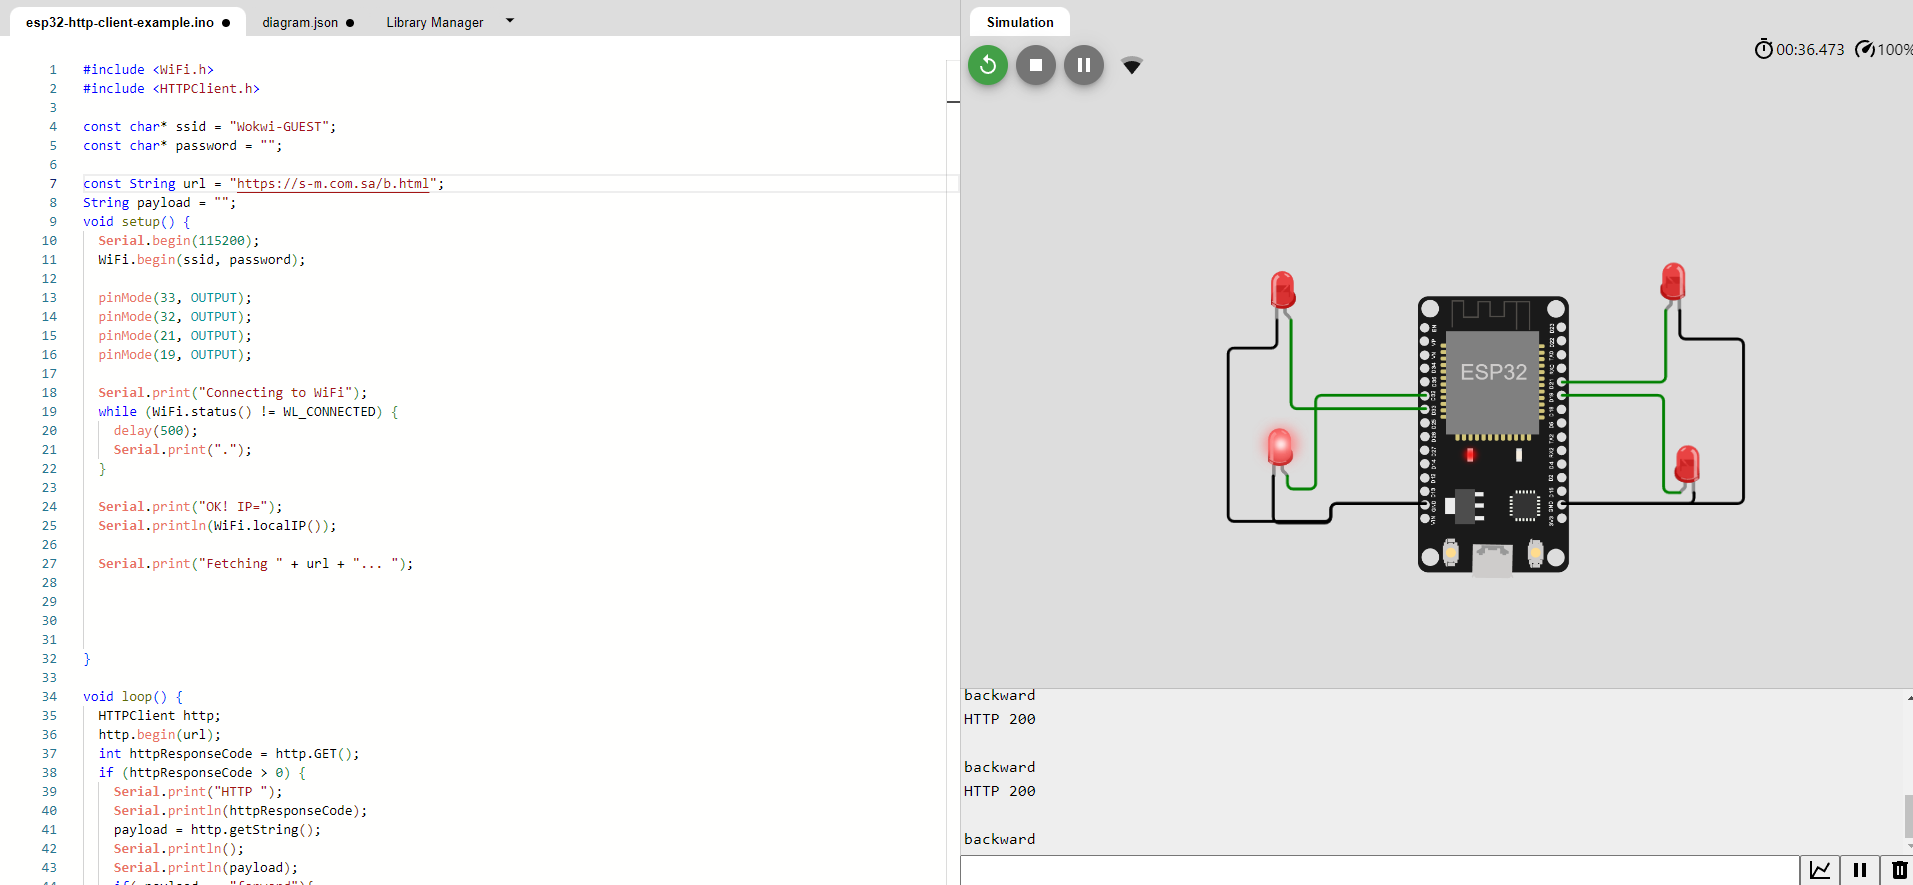 esp32-http-client-example.ino ● diagram.json ● Library Manager
1 #include <WiFi.h>
2 #include <HTTPClient.h>
3
4 const char* ssid = "Wokwi-GUEST";
5 const char* password = "";
6
7 const String url = "https://s-m.com.sa/b.html";
8 String payload = "";
9 void setup() {
10 Serial.begin(115200);
11 WiFi.begin(ssid, password);
12
13 pinMode(33, OUTPUT);
14 pinMode(32, OUTPUT);
15 pinMode(21, OUTPUT);
16 pinMode(19, OUTPUT);
17
18 Serial.print("Connecting to WiFi");
19 while (WiFi.status() != WL_CONNECTED) {
20 delay(500);
21 Serial.print(".");
22 }
23
24 Serial.print("OK! IP=");
25 Serial.println(WiFi.localIP());
26
27 Serial.print("Fetching " + url + "... ");
28
29
30
31
32 }
33
34 void loop() {
35 HTTPClient http;
36 http.begin(url);
37 int httpResponseCode = http.GET();
38 if (httpResponseCode > 0) {
39 Serial.print("HTTP ");
40 Serial.println(httpResponseCode);
41 payload = http.getString();
42 Serial.println();
43 Serial.println(payload);
Simulation
00:36.473 100%
ESP32
backward
HTTP 200
backward
HTTP 200
backward